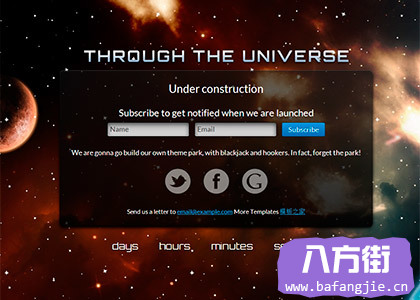 THROUGH THE UNIVERSE
Under construction
Subscribe to get notified when we are launched
Name Email Subscribe
We are gonna go build our own theme park, with blackjack and hookers. In fact, forget the park!
Send us a letter to email@example.com More Templates 模板之家
days hours minutes
八方街
www.bafangjie.cn